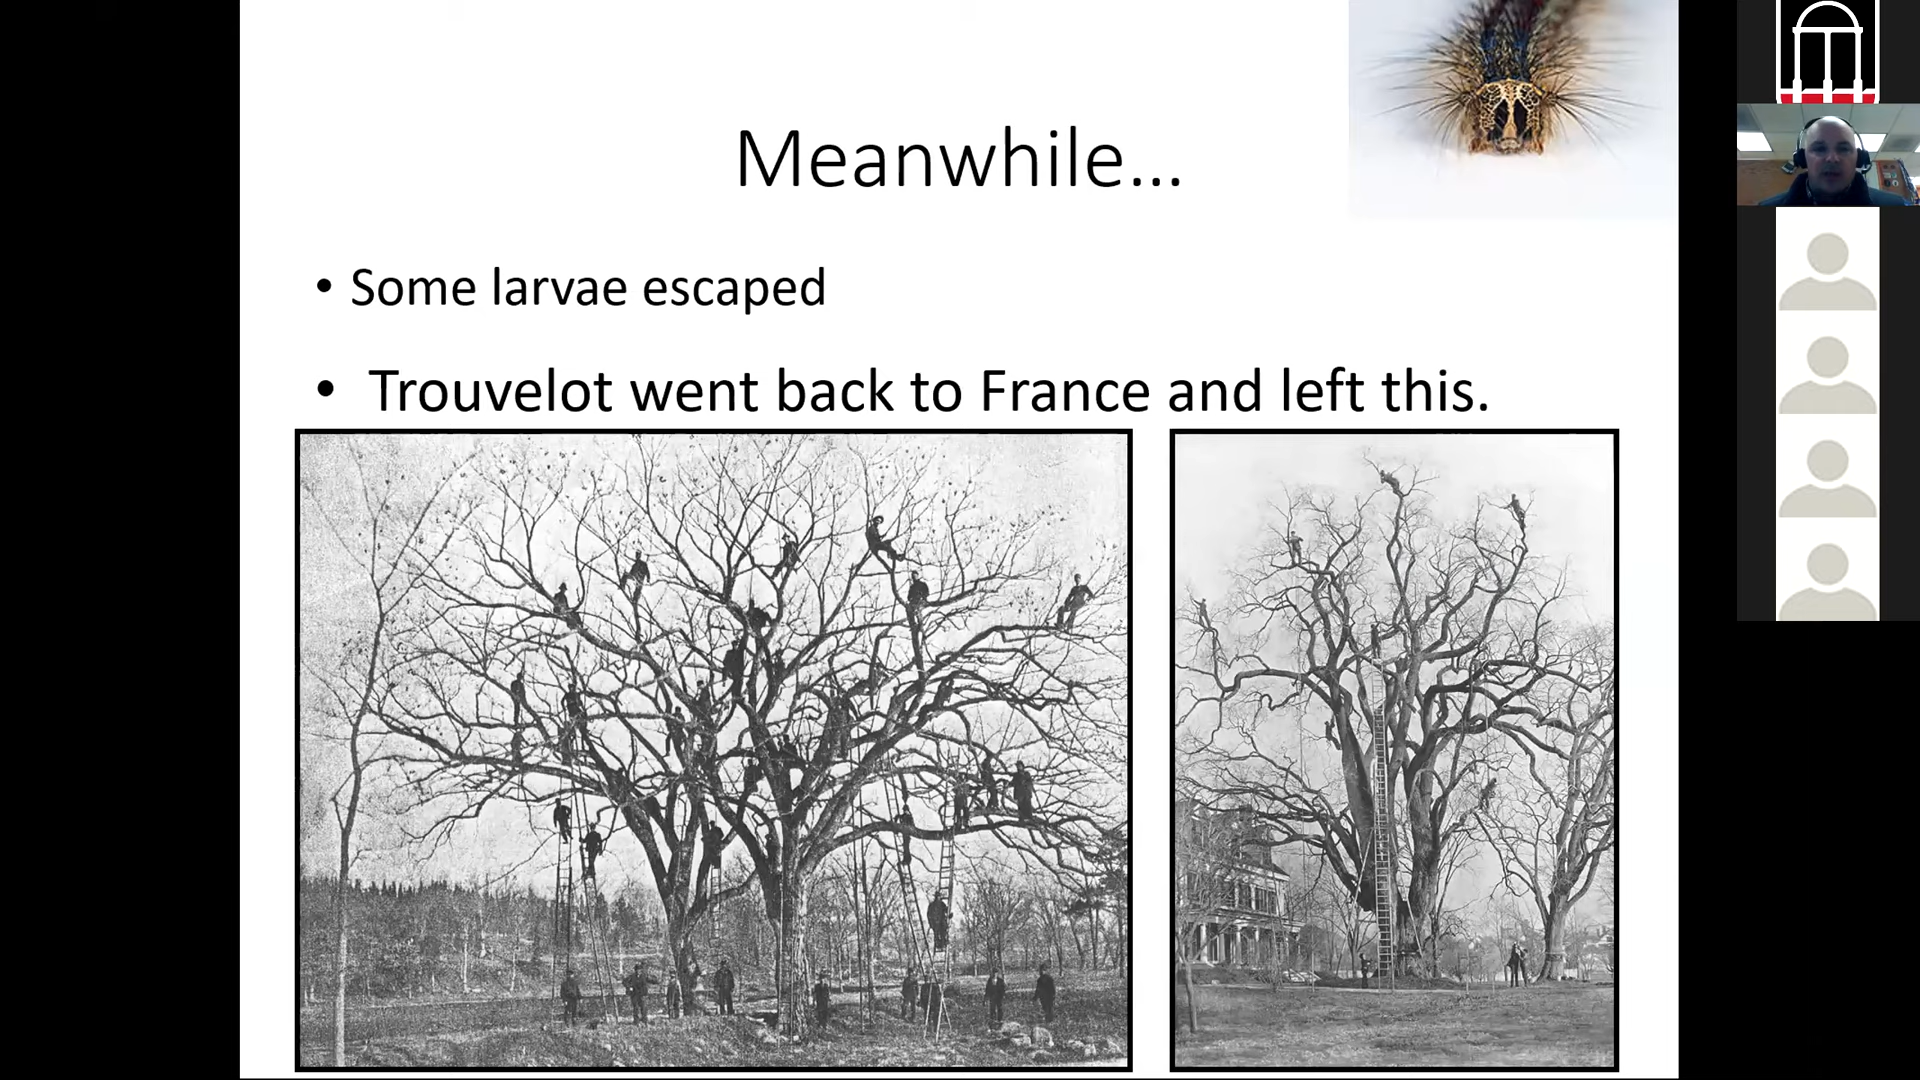 Meanwhile...
• Some larvae escaped
• Trouvelot went back to France and left this.